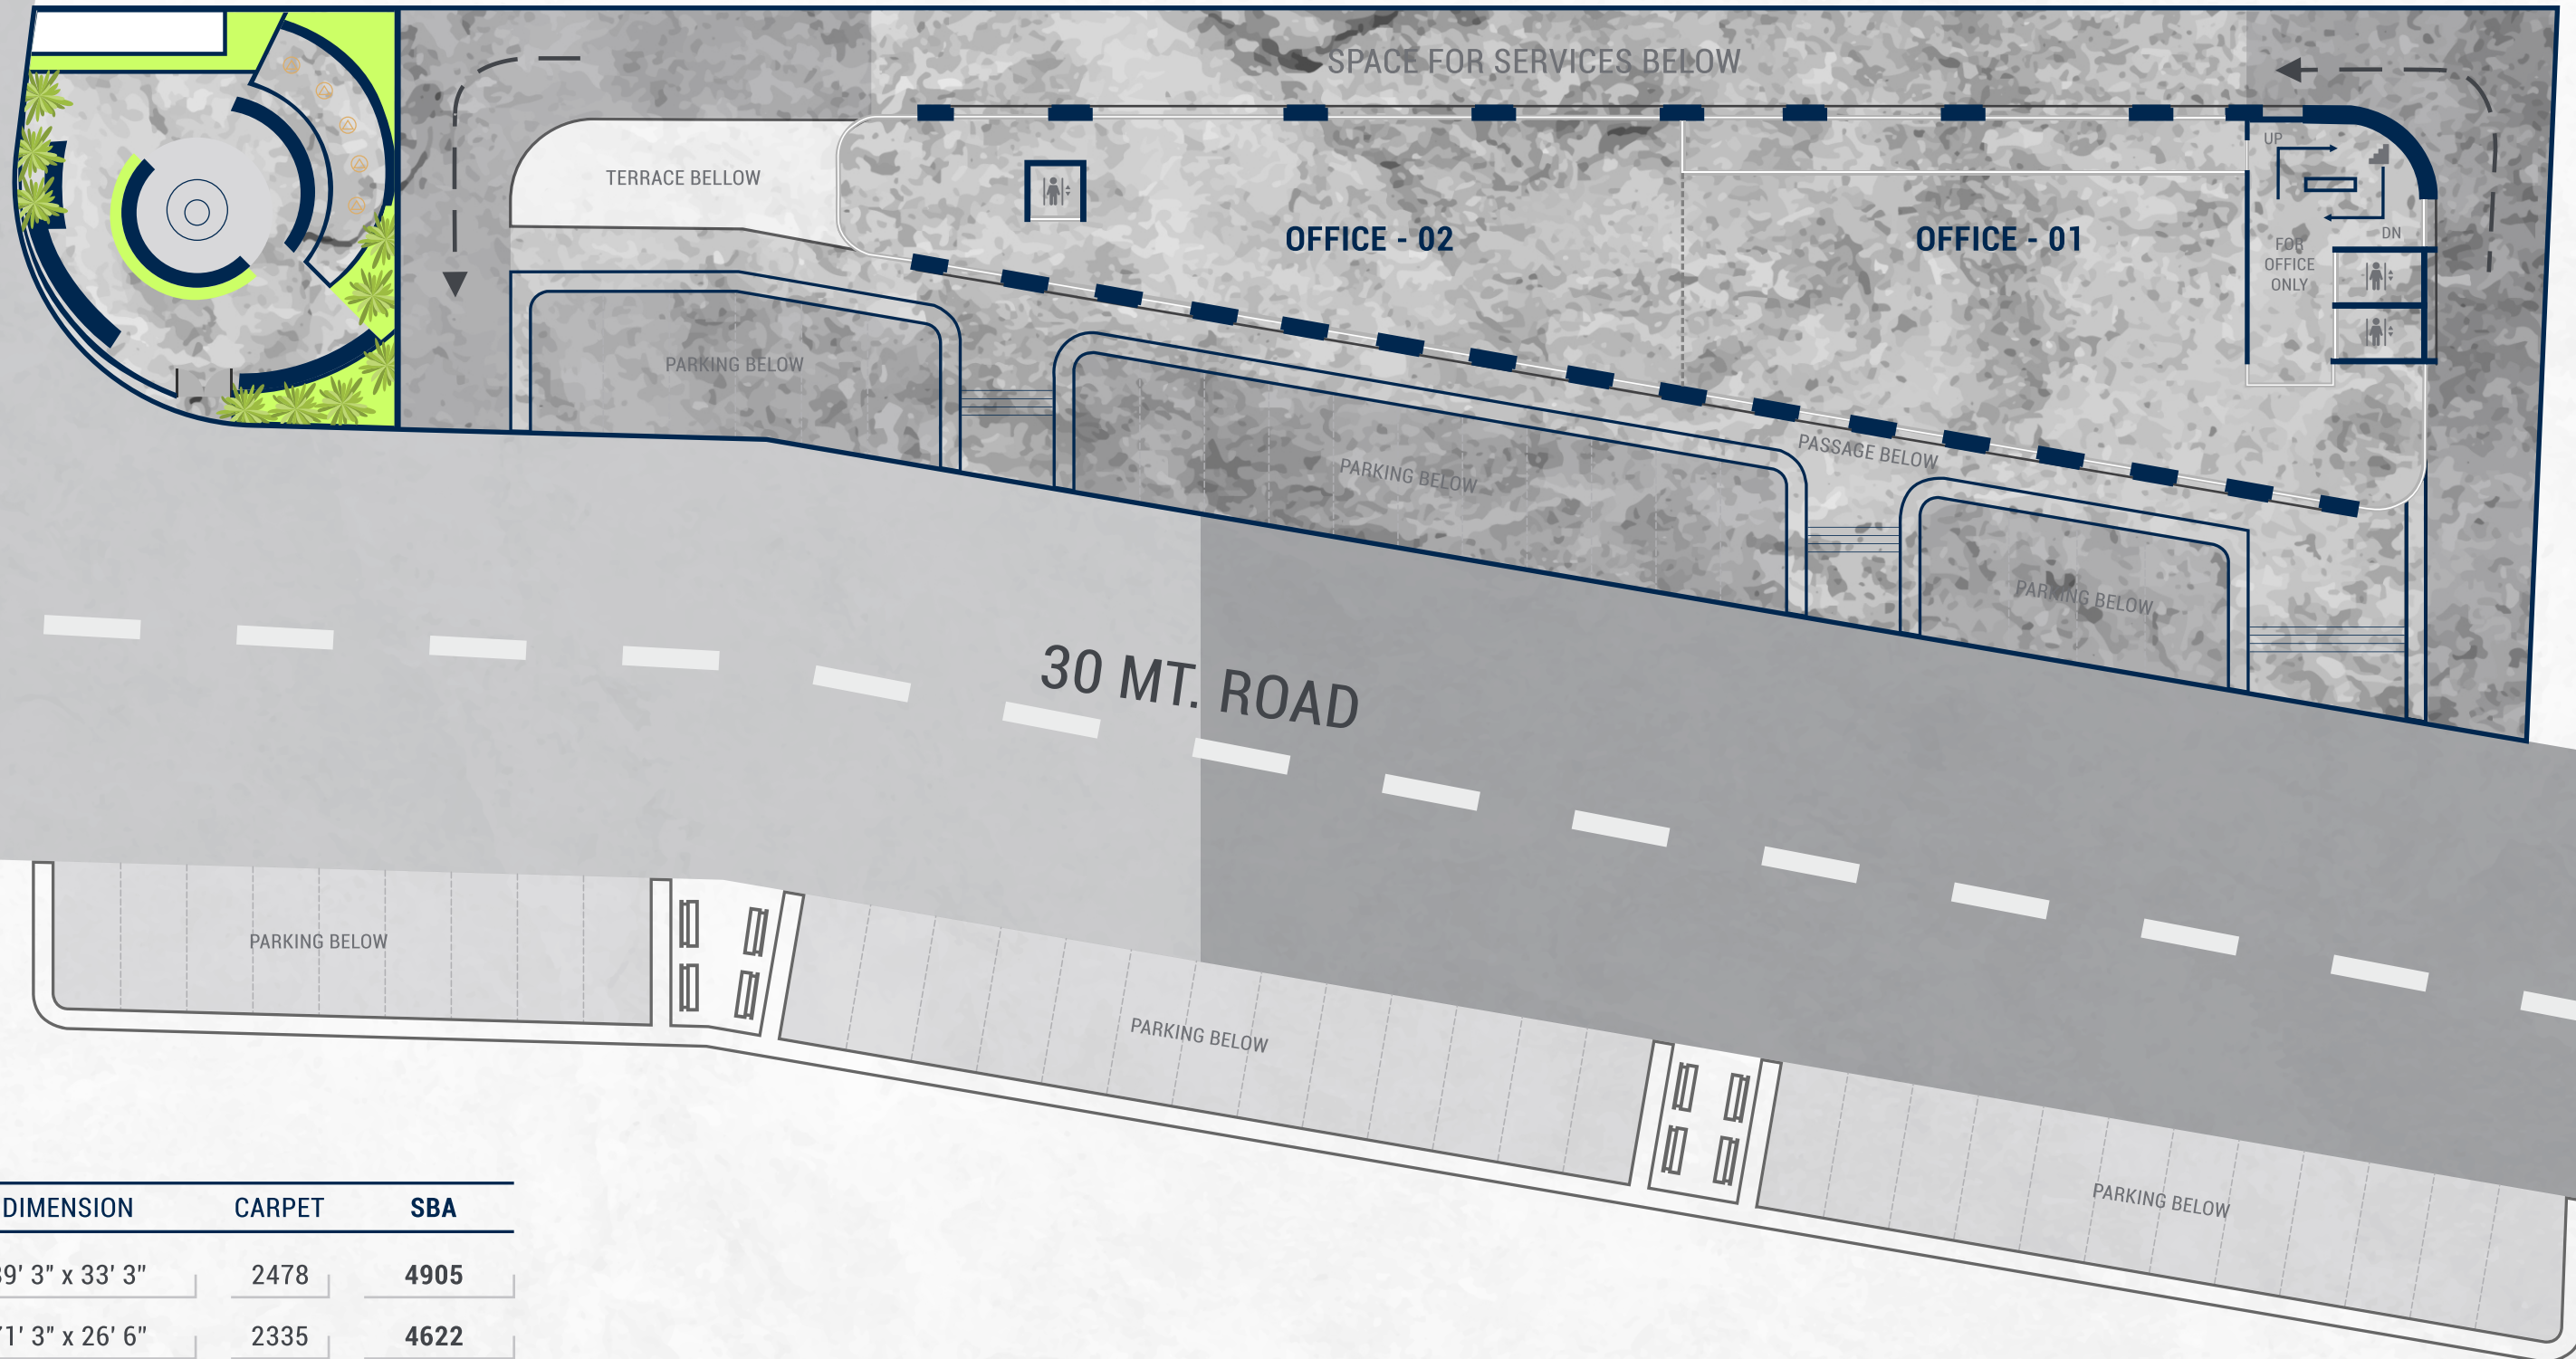 SPACE FOR SERVICES BELOW
UP
TERRACE BELLOW
OFFICE - 02
OFFICE - 01
DN
FOR
OFFICE
ONLY
PARKING BELOW
PASSAGE BELOW
PARKING BELOW
PARKING BELOW
30 MT. ROAD
PARKING BELOW
PARKING BELOW
PARKING BELOW
DIMENSION CARPET SBA
9' 3" x 33' 3" 2478 4905
1' 3" x 26' 6" 2335 4622